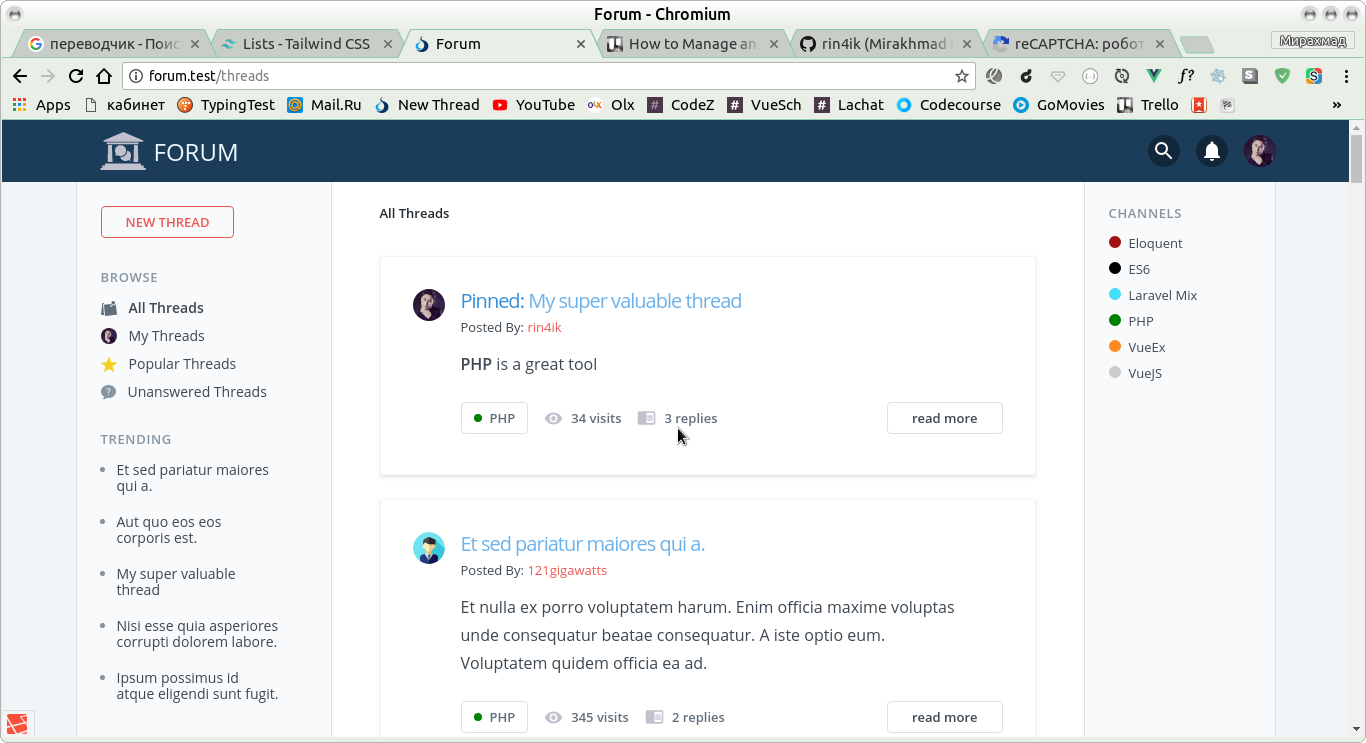 Forum - Chromium
переводчик - Поис
Lists - Tailwind CSS
Forum
How to Manage an
rin4ik (Mirakhmad
reCAPTCHA: робот
Мирахмад
forum.test/threads
Apps
кабинет
TypingTest
Mail.Ru
New Thread
YouTube
Olx
CodeZ
VueSch
Lachat
Codecourse
GoMovies
Trello
»
FORUM
NEW THREAD
BROWSE
All Threads
My Threads
Popular Threads
Unanswered Threads
TRENDING
Et sed pariatur maiores
qui a.
Aut quo eos eos
corporis est.
My super valuable
thread
Nisi esse quia asperiores
corrupti dolorem labore.
Ipsum possimus id
atque eligendi sunt fugit.
All Threads
Pinned: My super valuable thread
Posted By: rin4ik
PHP is a great tool
PHP
34 visits
3 replies
read more
Et sed pariatur maiores qui a.
Posted By: 121gigawatts
Et nulla ex porro voluptatem harum. Enim officia maxime voluptas
unde consequatur beatae consequatur. A iste optio eum.
Voluptatem quidem officia ea ad.
PHP
345 visits
2 replies
read more
CHANNELS
Eloquent
ES6
Laravel Mix
PHP
VueEx
VueJS